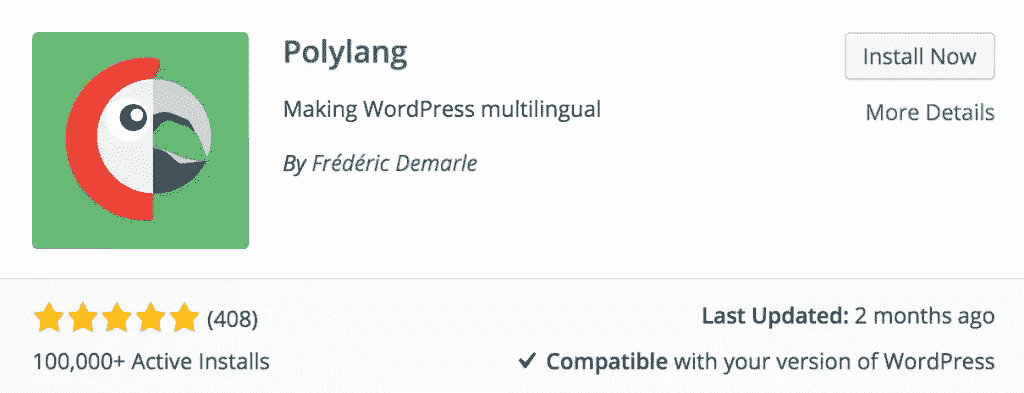 Polylang
Install Now
Making WordPress multilingual
More Details
By Frédéric Demarle
(408)
Last Updated: 2 months ago
100,000+ Active Installs
Compatible with your version of WordPress